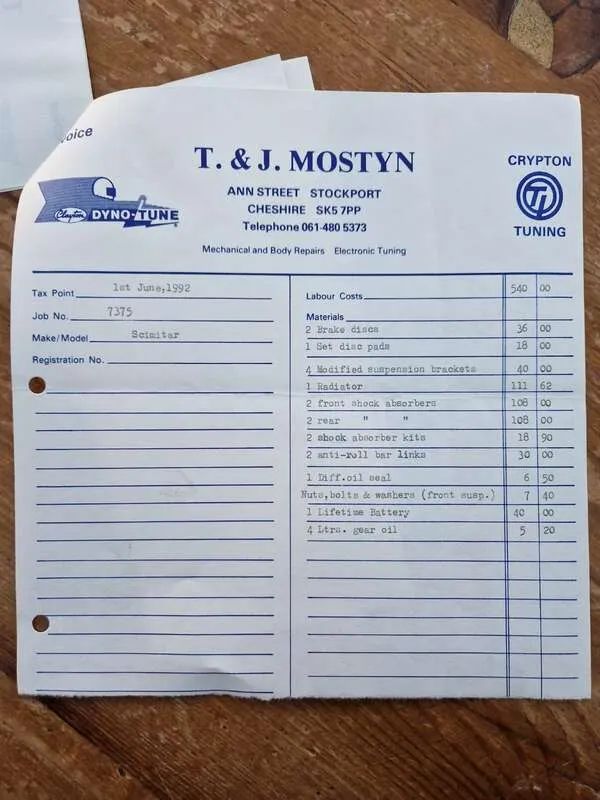 voice
T. & J. MOSTYN
ANN STREET STOCKPORT
CHESHIRE SK5 7PP
Telephone 061-480 5373
Mechanical and Body Repairs Electronic Tuning
Clayton DYNO-TUNE
CRYPTON
TUNING
Tax Point 1st June,1992
Job No. 7375
Make/Model Scimitar
Registration No.
Labour Costs 540 00
Materials
2 Brake discs 36 00
1 Set disc pads 18 00
4 Modified suspension brackets 40 00
1 Radiator 111 62
2 front shock absorbers 108 00
2 rear " " 108 00
2 shock absorber kits 18 90
2 anti-roll bar links 30 00
1 Diff.oil seal 6 50
Nuts,bolts & washers (front susp.) 7 40
1 Lifetime Battery 40 00
4 Ltrs. gear oil 5 20